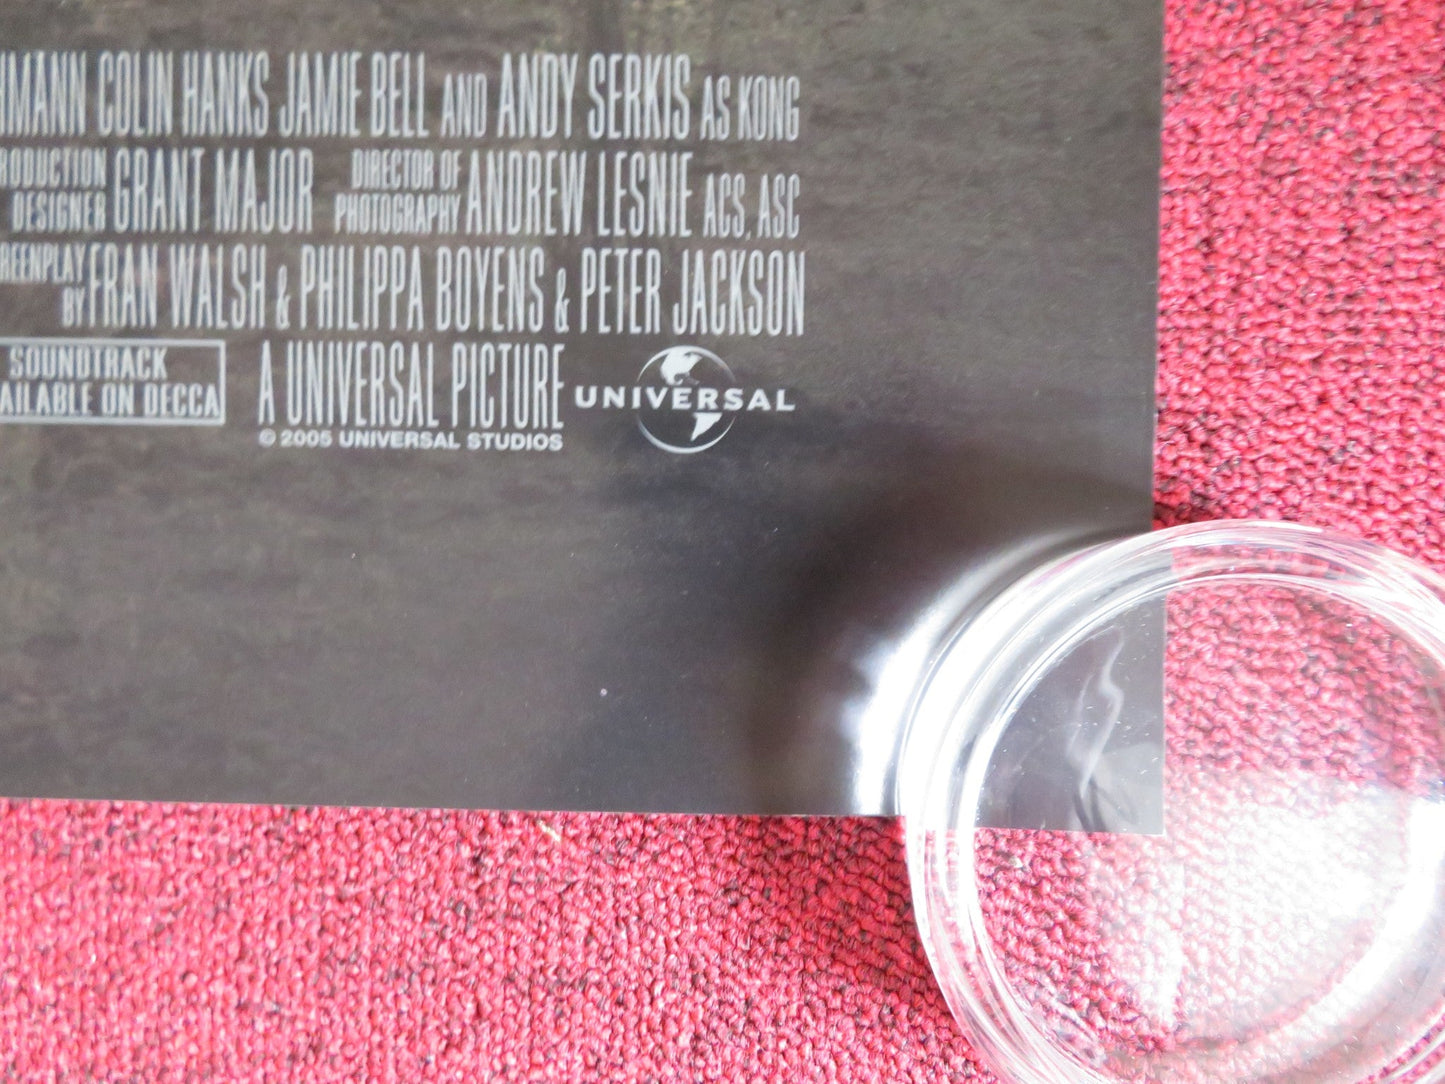 HMANN COLIN HANKS JAMIE BELL AND ANDY SERKIS AS KONG
RODUCTION DESIGNER GRANT MAJOR DIRECTOR OF PHOTOGRAPHY ANDREW LESNIE ACS, ASC
REENPLAY BY FRAN WALSH & PHILIPPA BOYENS & PETER JACKSON
SOUNDTRACK
AILABLE ON DECCA
A UNIVERSAL PICTURE
© 2005 UNIVERSAL STUDIOS
UNIVERSAL